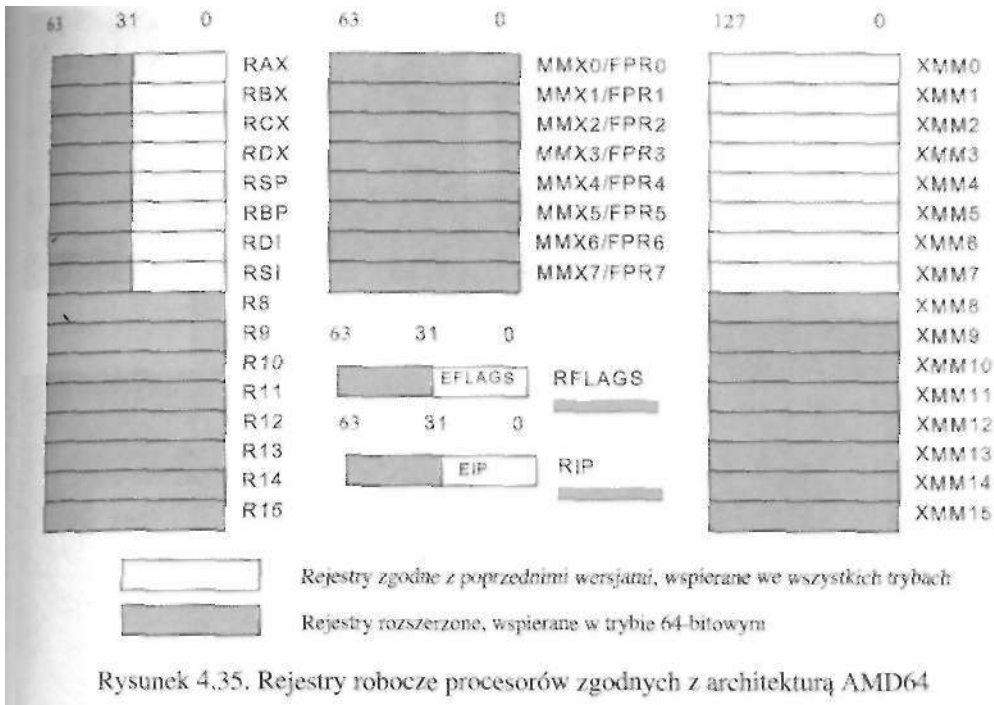 63 31 0
RAX
RBX
RCX
RDX
RSP
RBP
RDI
RSI
R8
R9
R10
R11
R12
R13
R14
R15
63 0
MMX0/FPR0
MMX1/FPR1
MMX2/FPR2
MMX3/FPR3
MMX4/FPR4
MMX5/FPR5
MMX6/FPR6
MMX7/FPR7
63 31 0
EFLAGS RFLAGS
63 31 0
EIP RIP
127 0
XMM0
XMM1
XMM2
XMM3
XMM4
XMM5
XMM6
XMM7
XMM8
XMM9
XMM10
XMM11
XMM12
XMM13
XMM14
XMM15
Rejestry zgodne z poprzednimi wersjami, wspierane we wszystkich trybach
Rejestry rozszerzone, wspierane w trybie 64-bitowym
Rysunek 4.35. Rejestry robocze procesorów zgodnych z architekturą AMD64